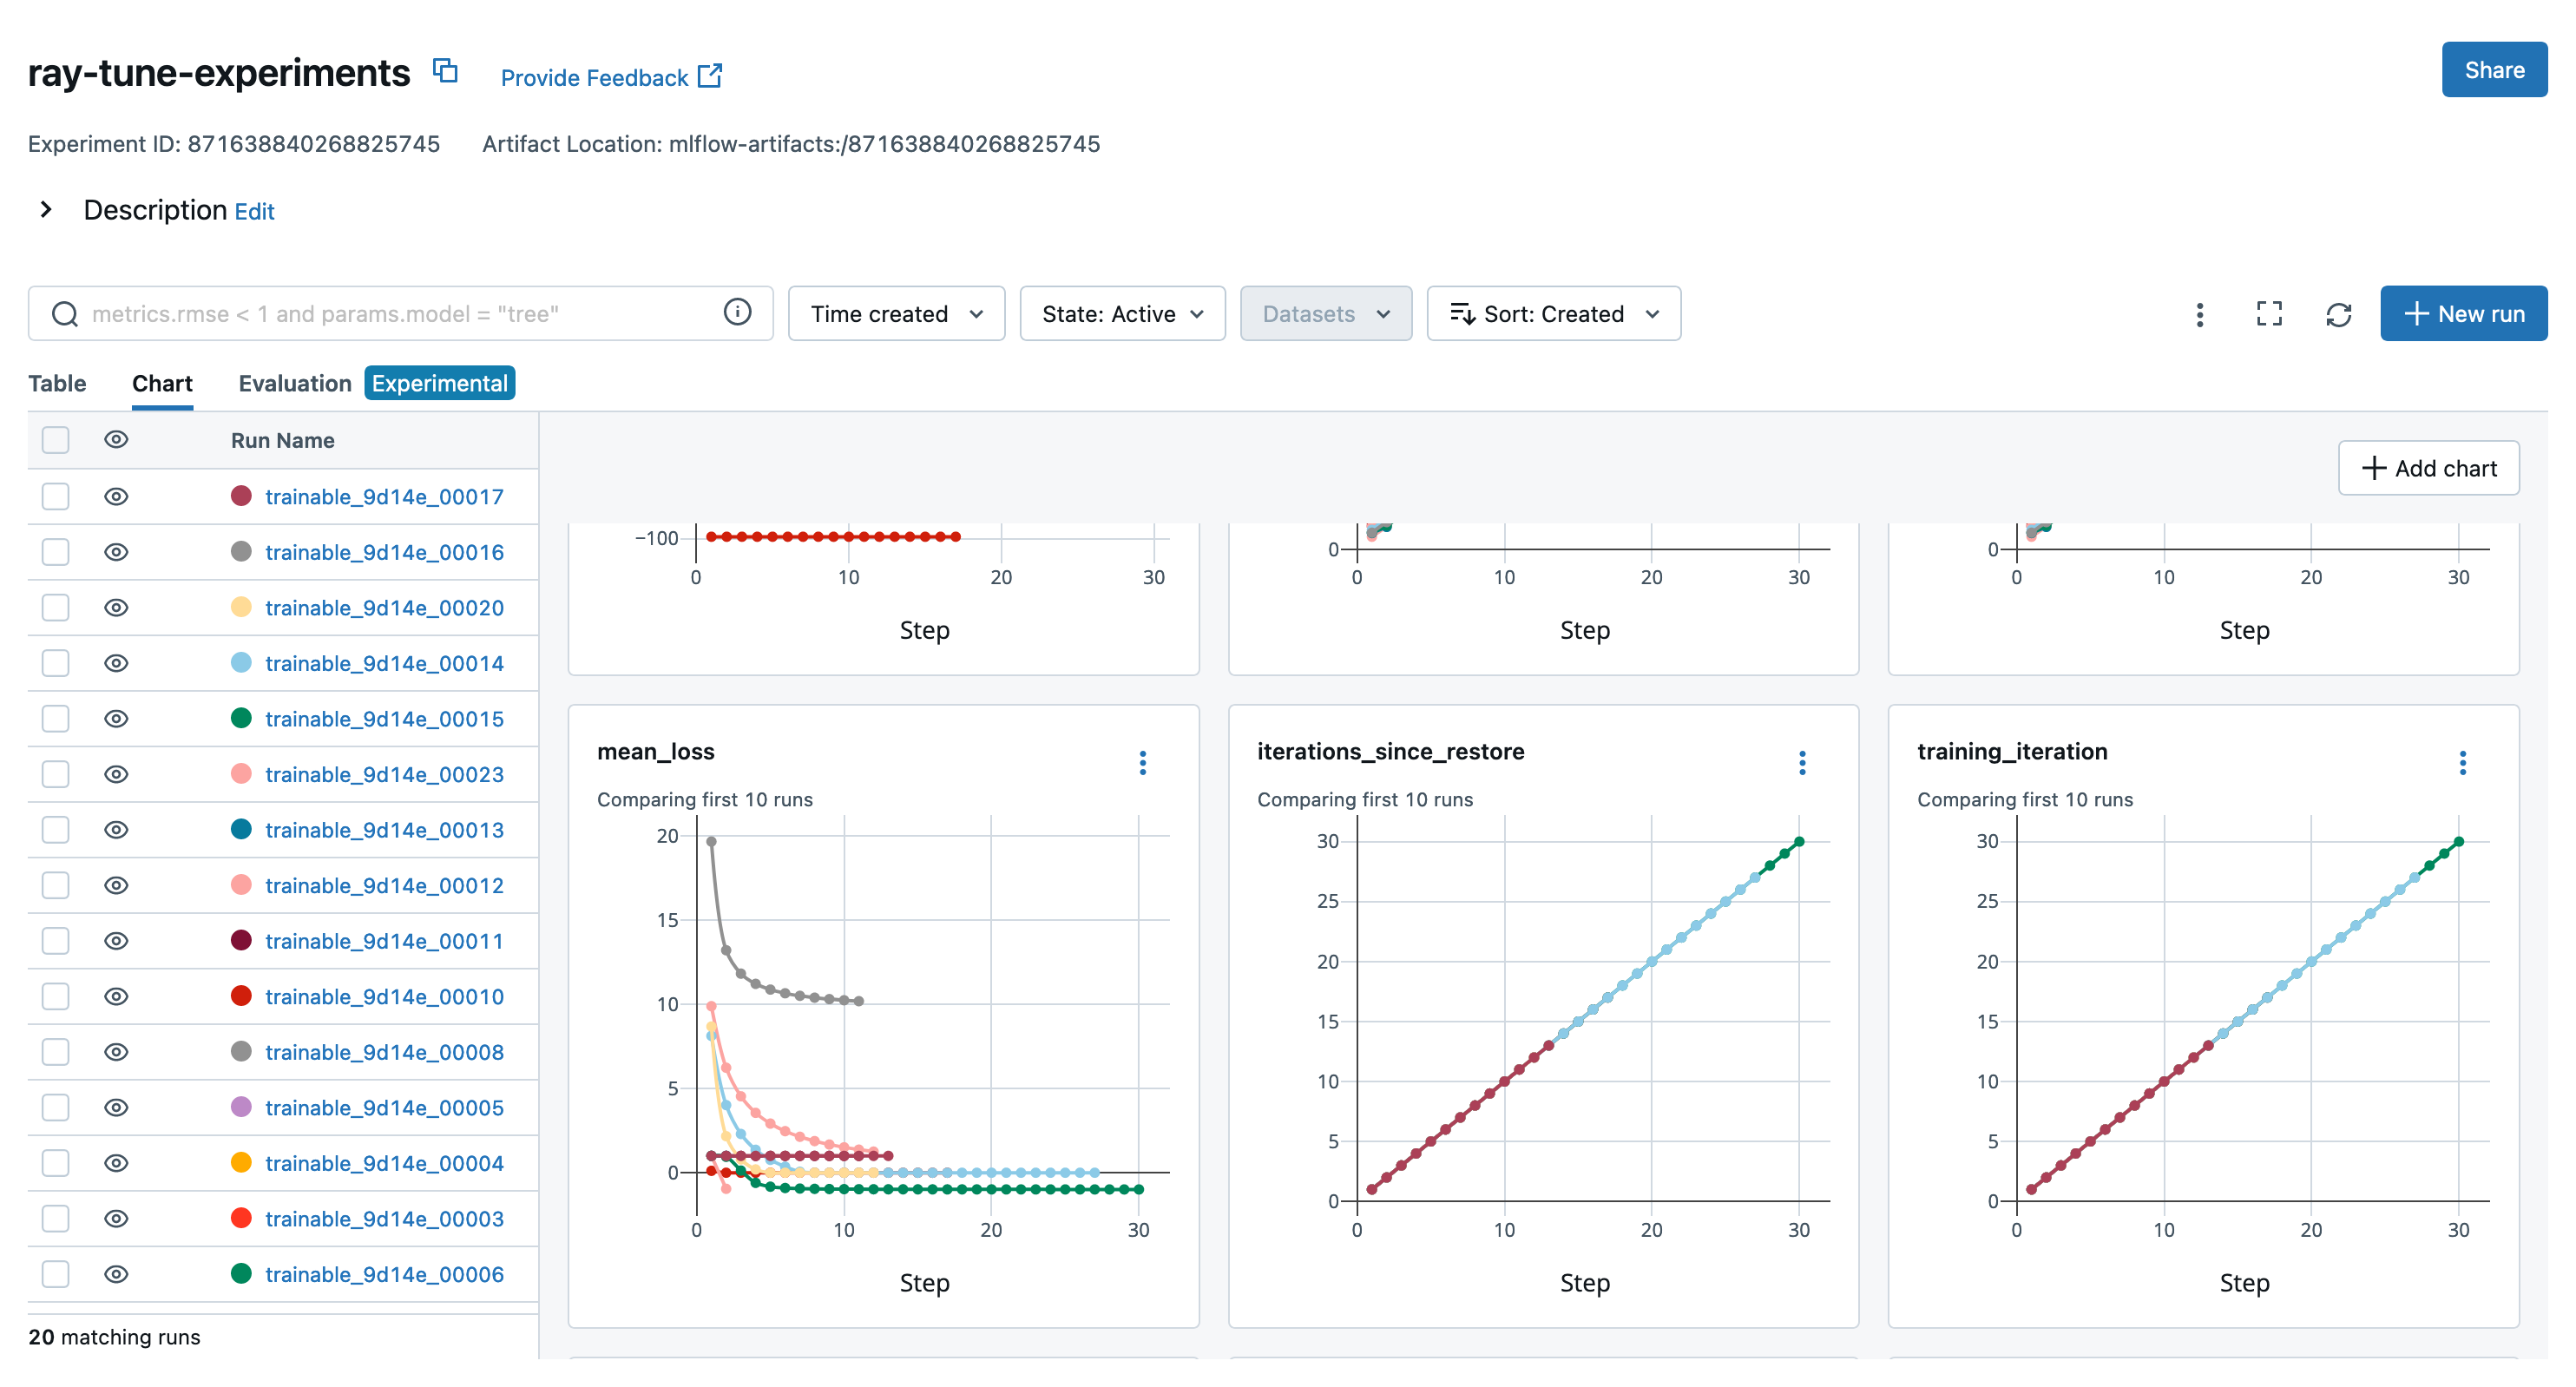 ray-tune-experiments
Provide Feedback
Share
Experiment ID: 871638840268825745 Artifact Location: mlflow-artifacts:/871638840268825745
Description Edit
metrics.rmse < 1 and params.model = "tree"
Time created
State: Active
Datasets
Sort: Created
New run
Table Chart Evaluation Experimental
Run Name
Add chart
trainable_9d14e_00017
trainable_9d14e_00016
trainable_9d14e_00020
trainable_9d14e_00014
trainable_9d14e_00015
trainable_9d14e_00023
trainable_9d14e_00013
trainable_9d14e_00012
trainable_9d14e_00011
trainable_9d14e_00010
trainable_9d14e_00008
trainable_9d14e_00005
trainable_9d14e_00004
trainable_9d14e_00003
trainable_9d14e_00006
20 matching runs
−100
0 10 20 30
Step
0
0 10 20 30
Step
0
0 10 20 30
Step
mean_loss
Comparing first 10 runs
20
15
10
5
0
0 10 20 30
Step
iterations_since_restore
Comparing first 10 runs
30
25
20
15
10
5
0
0 10 20 30
Step
training_iteration
Comparing first 10 runs
30
25
20
15
10
5
0
0 10 20 30
Step